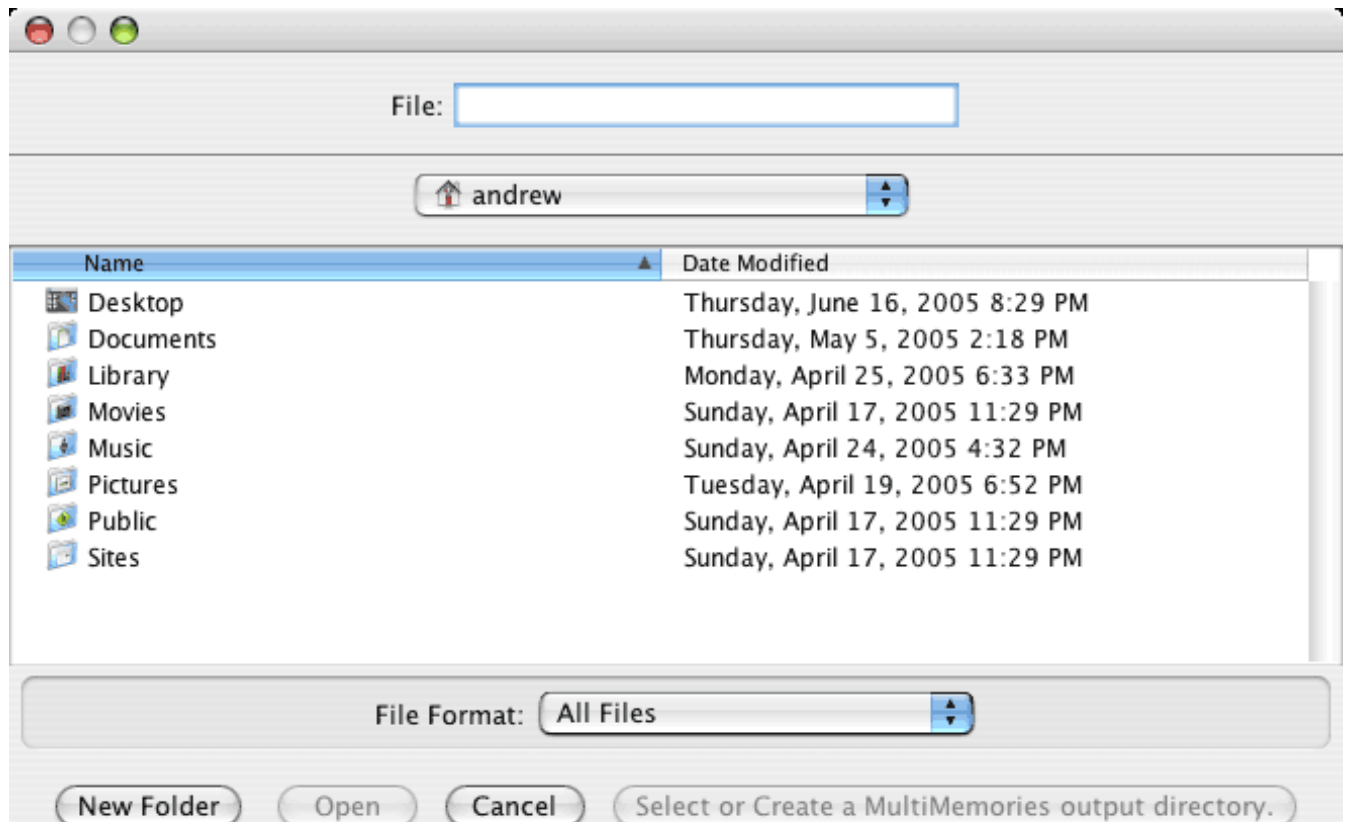 File:
andrew
Name Date Modified
Desktop Thursday, June 16, 2005 8:29 PM
Documents Thursday, May 5, 2005 2:18 PM
Library Monday, April 25, 2005 6:33 PM
Movies Sunday, April 17, 2005 11:29 PM
Music Sunday, April 24, 2005 4:32 PM
Pictures Tuesday, April 19, 2005 6:52 PM
Public Sunday, April 17, 2005 11:29 PM
Sites Sunday, April 17, 2005 11:29 PM
File Format: All Files
New Folder Open Cancel Select or Create a MultiMemories output directory.